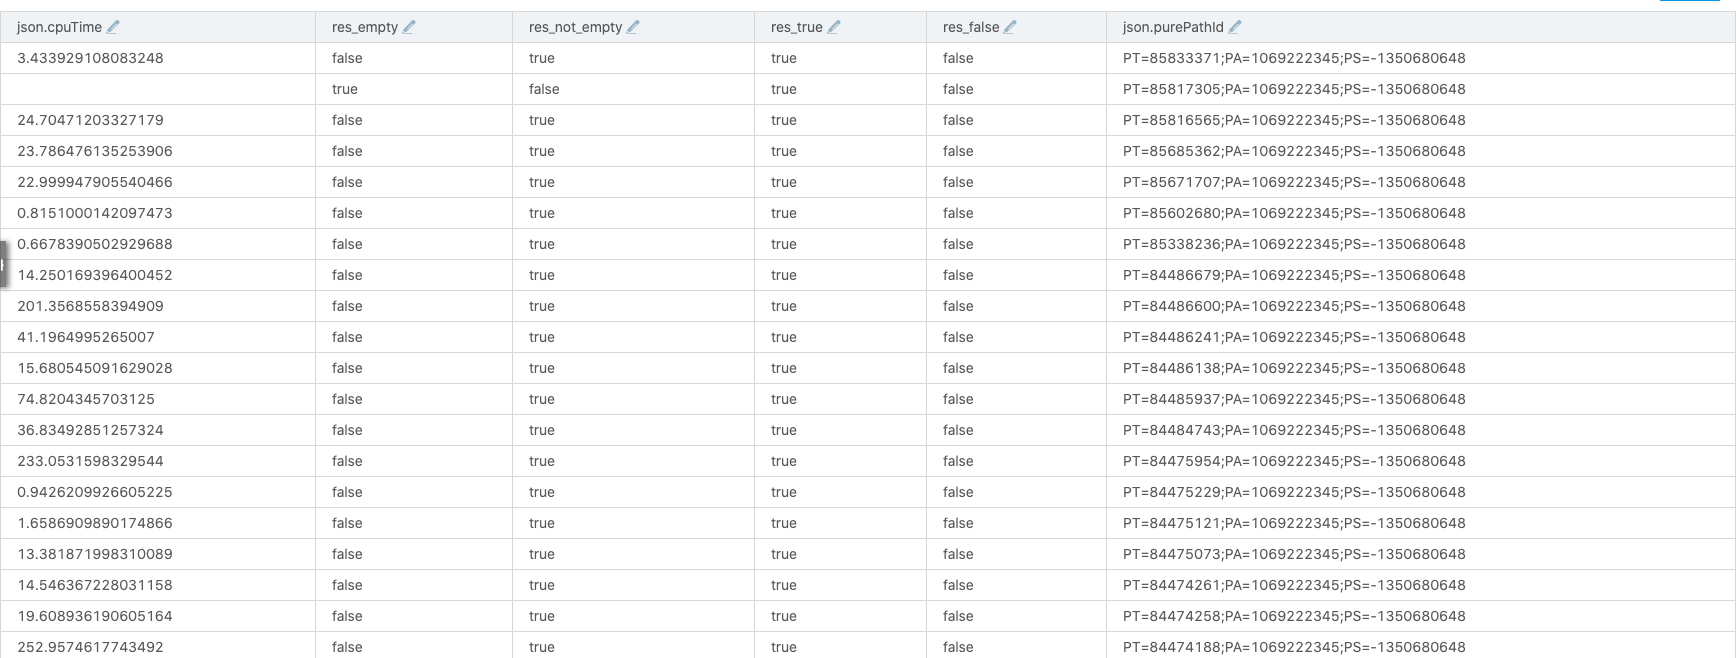 json.cpuTime res_empty res_not_empty res_true res_false json.purePathId
3.433929108083248 false true true false PT=85833371;PA=1069222345;PS=-1350680648
true false true false PT=85817305;PA=1069222345;PS=-1350680648
24.70471203327179 false true true false PT=85816565;PA=1069222345;PS=-1350680648
23.786476135253906 false true true false PT=85685362;PA=1069222345;PS=-1350680648
22.999947905540466 false true true false PT=85671707;PA=1069222345;PS=-1350680648
0.8151000142097473 false true true false PT=85602680;PA=1069222345;PS=-1350680648
0.6678390502929688 false true true false PT=85338236;PA=1069222345;PS=-1350680648
14.250169396400452 false true true false PT=84486679;PA=1069222345;PS=-1350680648
201.3568558394909 false true true false PT=84486600;PA=1069222345;PS=-1350680648
41.1964995265007 false true true false PT=84486241;PA=1069222345;PS=-1350680648
15.680545091629028 false true true false PT=84486138;PA=1069222345;PS=-1350680648
74.8204345703125 false true true false PT=84485937;PA=1069222345;PS=-1350680648
36.83492851257324 false true true false PT=84484743;PA=1069222345;PS=-1350680648
233.0531598329544 false true true false PT=84475954;PA=1069222345;PS=-1350680648
0.9426209926605225 false true true false PT=84475229;PA=1069222345;PS=-1350680648
1.6586909890174866 false true true false PT=84475121;PA=1069222345;PS=-1350680648
13.381871998310089 false true true false PT=84475073;PA=1069222345;PS=-1350680648
14.546367228031158 false true true false PT=84474261;PA=1069222345;PS=-1350680648
19.608936190605164 false true true false PT=84474258;PA=1069222345;PS=-1350680648
252.9574617743492 false true true false PT=84474188;PA=1069222345;PS=-1350680648